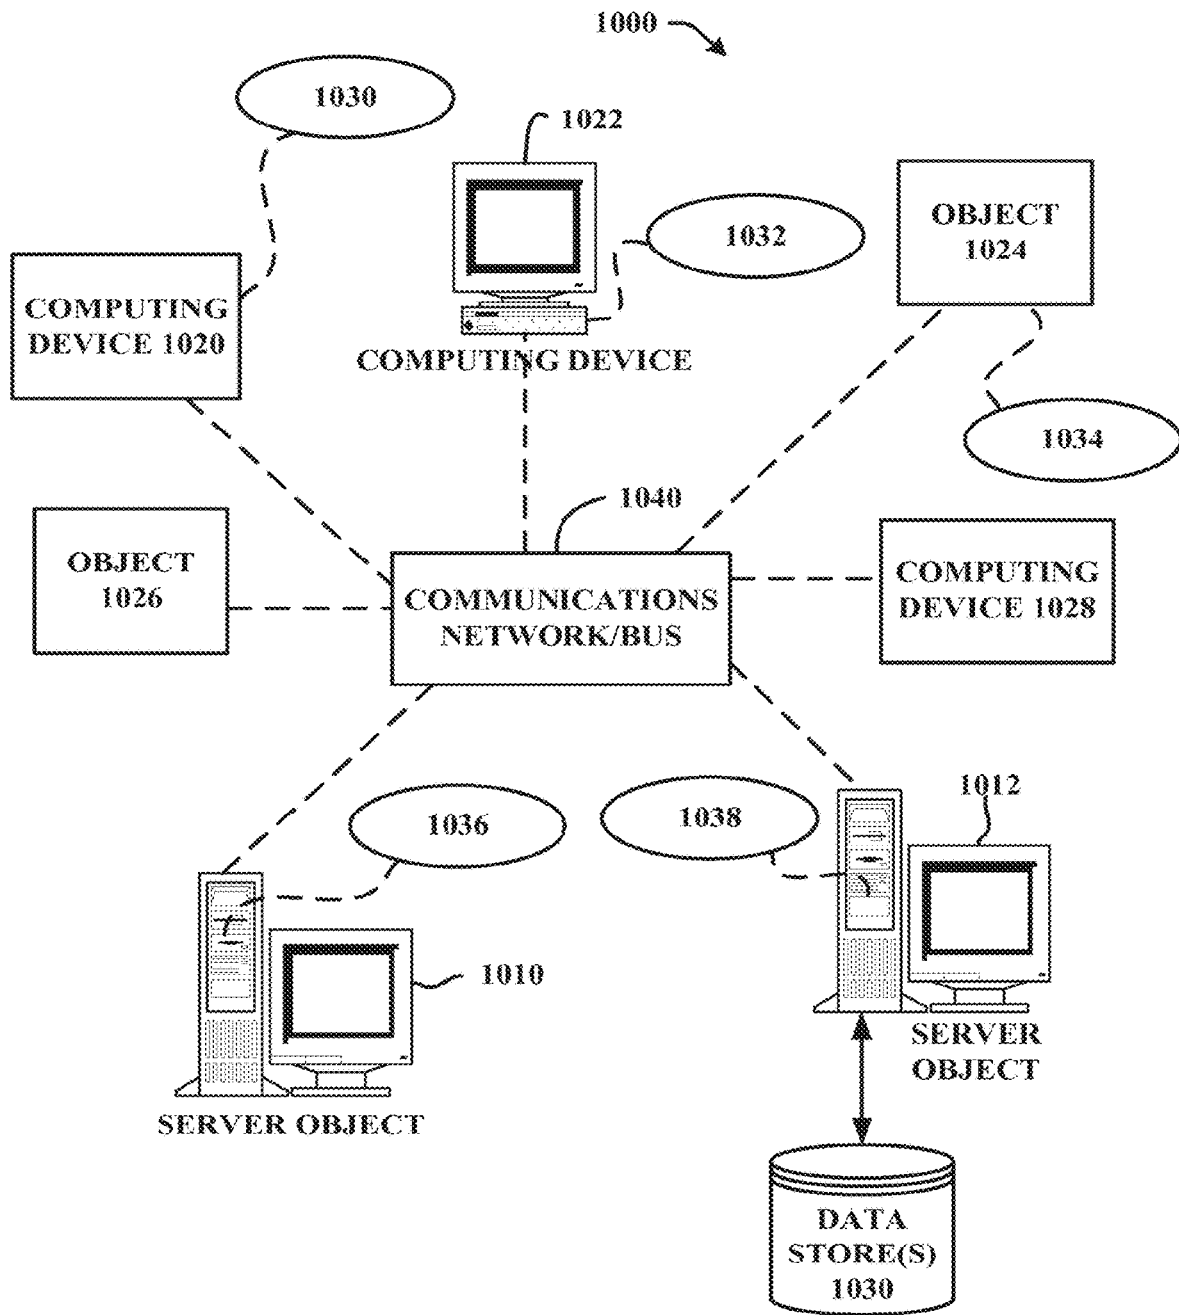 1000
1030
1022
1032
OBJECT
1024
COMPUTING
DEVICE 1020
COMPUTING DEVICE
1034
1040
OBJECT
1026
COMMUNICATIONS
NETWORK/BUS
COMPUTING
DEVICE 1028
1036
1038
1012
1010
SERVER
OBJECT
SERVER OBJECT
DATA
STORE(S)
1030